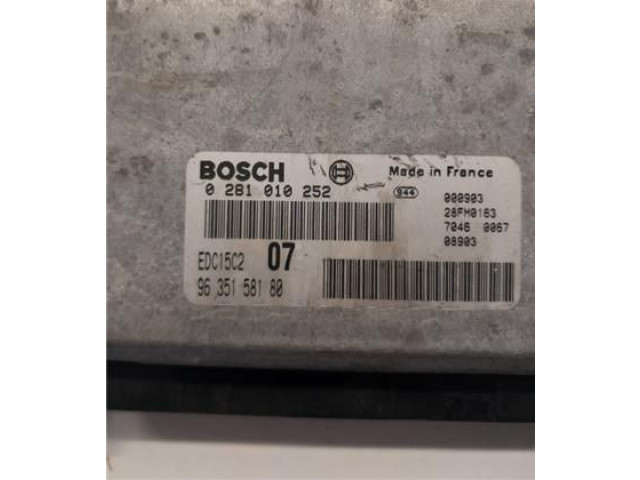 BOSCH
Made in France
0 281 010 252
944
000903
28FM0163
7046 0067
08903
EDC15C2 07
96 351 581 80